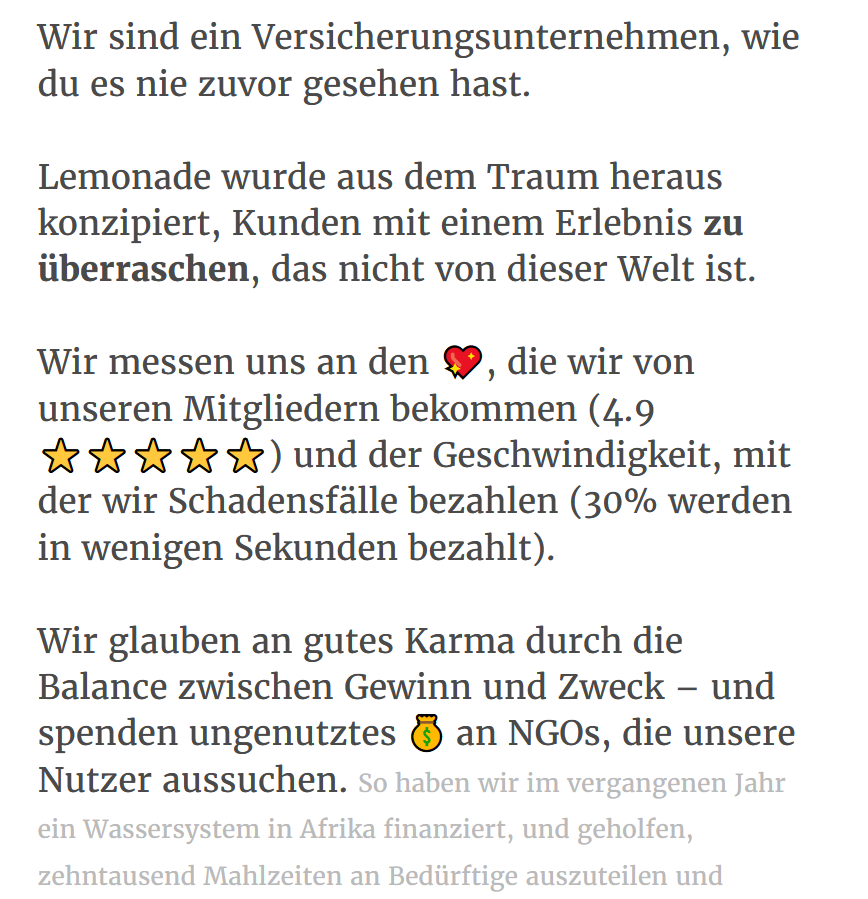 Wir sind ein Versicherungsunternehmen, wie
du es nie zuvor gesehen hast.
Lemonade wurde aus dem Traum heraus
konzipiert, Kunden mit einem Erlebnis zu
überraschen, das nicht von dieser Welt ist.
Wir messen uns an den 💖, die wir von
unseren Mitgliedern bekommen (4.9
⭐⭐⭐⭐⭐) und der Geschwindigkeit, mit
der wir Schadensfälle bezahlen (30% werden
in wenigen Sekunden bezahlt).
Wir glauben an gutes Karma durch die
Balance zwischen Gewinn und Zweck – und
spenden ungenutztes 💰 an NGOs, die unsere
Nutzer aussuchen. So haben wir im vergangenen Jahr
ein Wassersystem in Afrika finanziert, und geholfen,
zehntausend Mahlzeiten an Bedürftige auszuteilen und